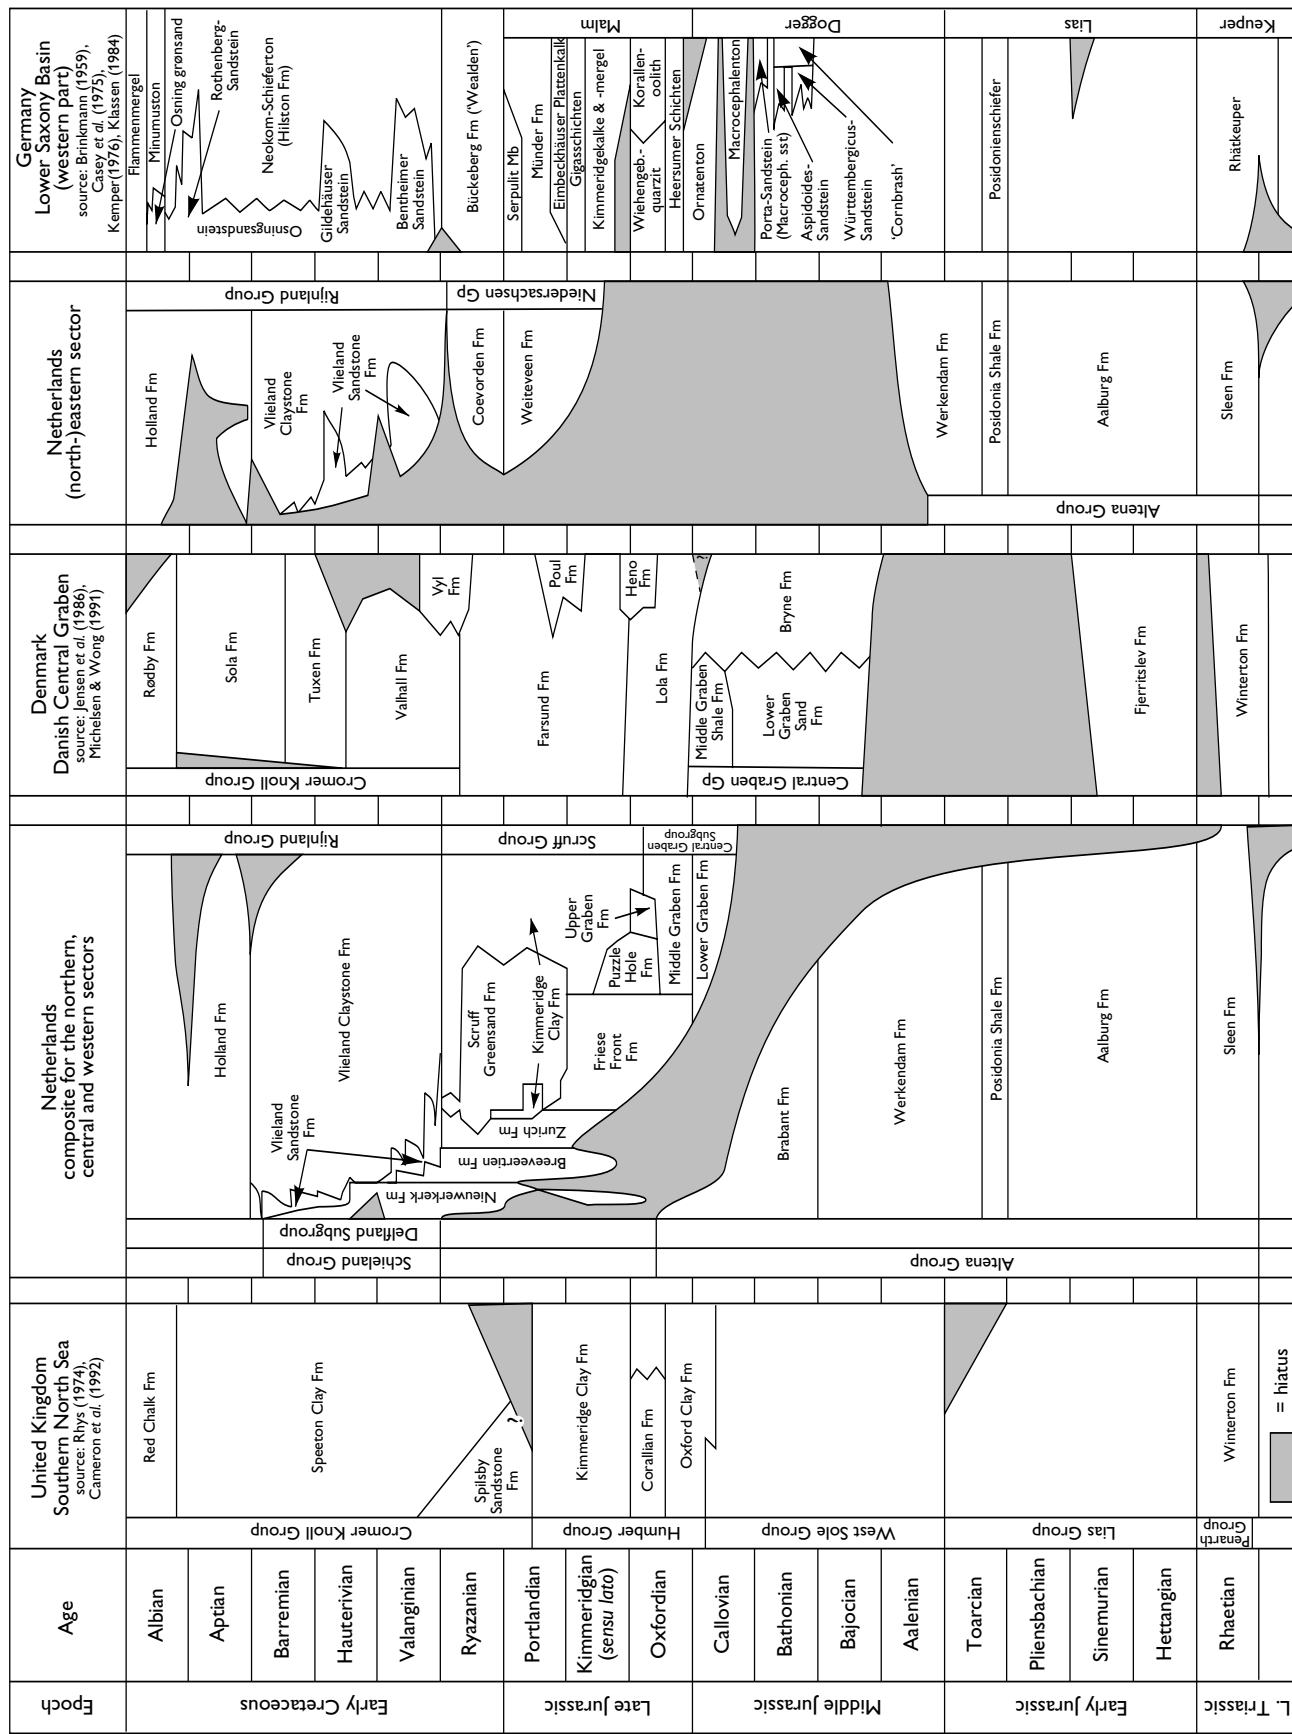 Epoch
Age
United Kingdom
Southern North Sea
source: Rhys (1974),
Cameron et al. (1992)
Netherlands
composite for the northern,
central and western sectors
Denmark
Danish Central Graben
source: Jensen et al. (1986),
Michelsen & Wong (1991)
Netherlands
(north-)eastern sector
Germany
Lower Saxony Basin
(western part)
source: Brinkmann (1959),
Casey et al. (1975),
Kemper(1976), Klassen (1984)
Early Cretaceous
Late Jurassic
Middle Jurassic
Early Jurassic
L. Triassic
Albian
Aptian
Barremian
Hauterivian
Valanginian
Ryazanian
Portlandian
Kimmeridgian
(sensu lato)
Oxfordian
Callovian
Bathonian
Bajocian
Aalenian
Toarcian
Pliensbachian
Sinemurian
Hettangian
Rhaetian
Cromer Knoll Group
Humber Group
West Sole Group
Lias Group
Penarth
Group
Red Chalk Fm
Speeton Clay Fm
Spilsby
Sandstone
Fm
?
Kimmeridge Clay Fm
Corallian Fm
Oxford Clay Fm
Winterton Fm
= hiatus
Schieland Group
Delfland Subgroup
Altena Group
Holland Fm
Vlieland
Sandstone
Fm
Vlieland Claystone Fm
Nieuwerkerk Fm
Breeveertien Fm
Zurich Fm
Scruff
Greensand Fm
Kimmeridge
Clay Fm
Friese
Front
Fm
Puzzle
Hole
Fm
Upper
Graben
Fm
Middle Graben Fm
Lower Graben Fm
Brabant Fm
Werkendam Fm
Posidonia Shale Fm
Aalburg Fm
Sleen Fm
Rijnland Group
Scruff Group
Central Graben
Subgroup
Cromer Knoll Group
Central Graben Gp
Rødby Fm
Sola Fm
Tuxen Fm
Valhall Fm
Vyl
Fm
Farsund Fm
Poul
Fm
Heno
Fm
Lola Fm
Middle Graben
Shale Fm
?
Lower
Graben
Sand
Fm
Bryne Fm
Fjerritslev Fm
Winterton Fm
Altena Group
Holland Fm
Vlieland
Claystone
Fm
Vlieland
Sandstone
Fm
Coevorden Fm
Weiteveen Fm
Werkendam Fm
Posidonia Shale Fm
Aalburg Fm
Sleen Fm
Rijnland Group
Niedersachsen Gp
Flammenmergel
Minumuston
Osning grønsand
Rothenberg-
Sandstein
Osningsandstein
Neokom-Schieferton
(Hilston Fm)
Gildehäuser
Sandstein
Bentheimer
Sandstein
Bückeberg Fm ('Wealden')
Serpulit Mb
Münder Fm
Eimbeckhäuser Plattenkalk
Gigasschichten
Kimmeridgekalke & -mergel
Wiehengeb.-
quarzit
Korallen-
oolith
Heersumer Schichten
Ornatenton
Macrocephalenton
Porta-Sandstein
(Macroceph. sst)
Aspidoides-
Sandstein
Württembergicus-
Sandstein
'Cornbrash'
Posidonienschiefer
Rhatkeuper
Malm
Dogger
Lias
Keuper